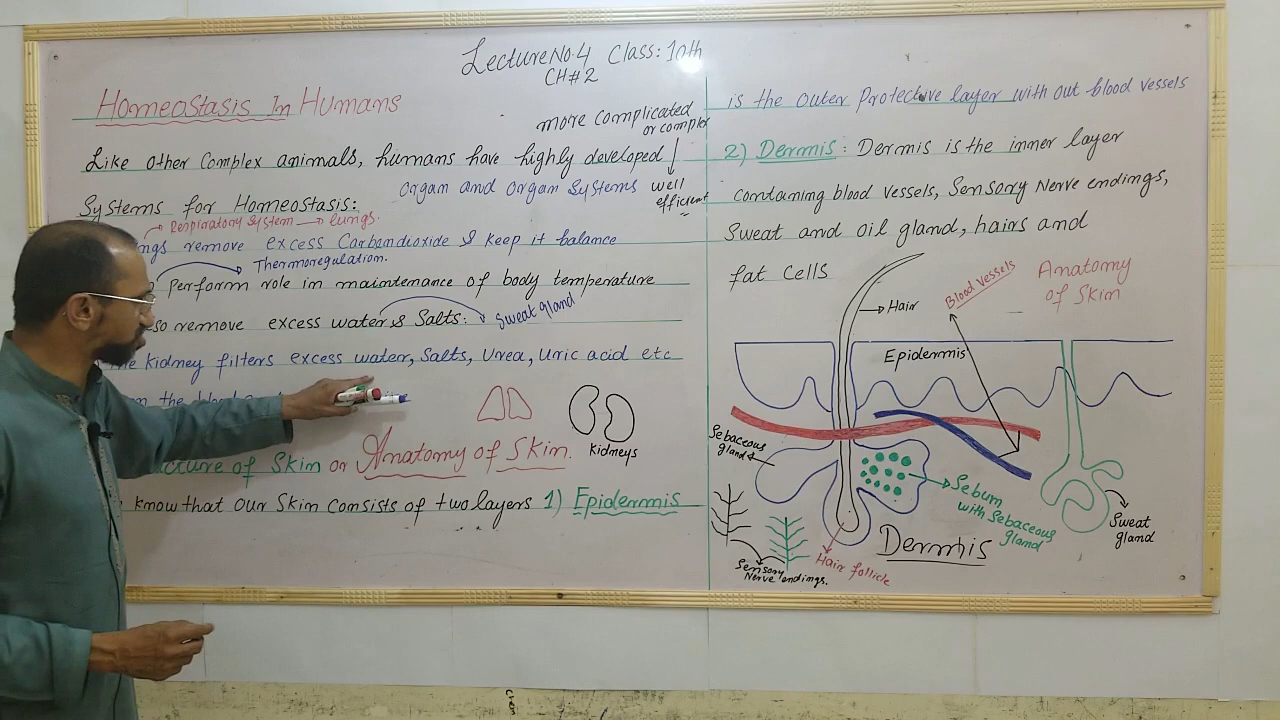 Lecture No 4 Class: 10th
CH#2
Homeostasis In Humans
more complicated
or complex
Like other complex animals, humans have highly developed
organ and organ systems
well
efficient
Systems for Homeostasis:
Respiratory system → lungs.
ngs remove excess Carbondioxide & keep it balance
Thermoregulation.
Perform role in maintenance of body temperature
so remove excess water & Salts:
Sweat gland
kidney filters excess water, Salts, Urea, Uric acid etc
the
kidneys
cture of Skin or Anatomy of Skin.
know that our Skin consists of two layers 1) Epidermis
is the outer Protective layer with out blood vessels
2) Dermis: Dermis is the inner layer
containing blood vessels, Sensory Nerve endings,
Sweat and oil gland, hairs and
fat cells
Blood vessels
Anatomy
of Skin
Hair
Epidermis
Sebaceous
gland
Sebum
with Sebaceous
gland
Sweat
gland
Dermis
Hair follicle
Sensory
Nerve endings.